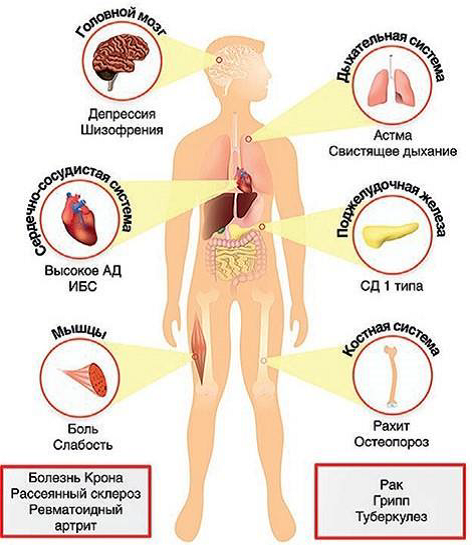 Головной мозг
Депрессия
Шизофрения
Дыхательная система
Астма
Свистящее дыхание
Сердечно-сосудистая система
Высокое АД
ИБС
Поджелудочная железа
СД 1 типа
Мышцы
Боль
Слабость
Костная система
Рахит
Остеопороз
Болезнь Крона
Рассеянный склероз
Ревматоидный
артрит
Рак
Грипп
Туберкулез